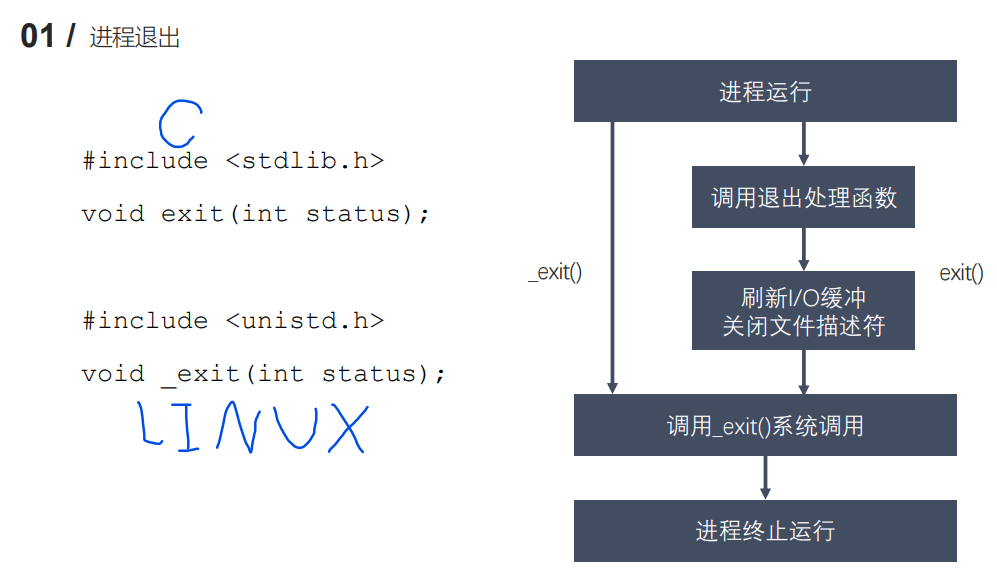 01 / 进程退出
C
#include <stdlib.h>
void exit(int status);
#include <unistd.h>
void _exit(int status);
LINUX
进程运行
调用退出处理函数
_exit()
exit()
刷新I/O缓冲
关闭文件描述符
调用_exit()系统调用
进程终止运行